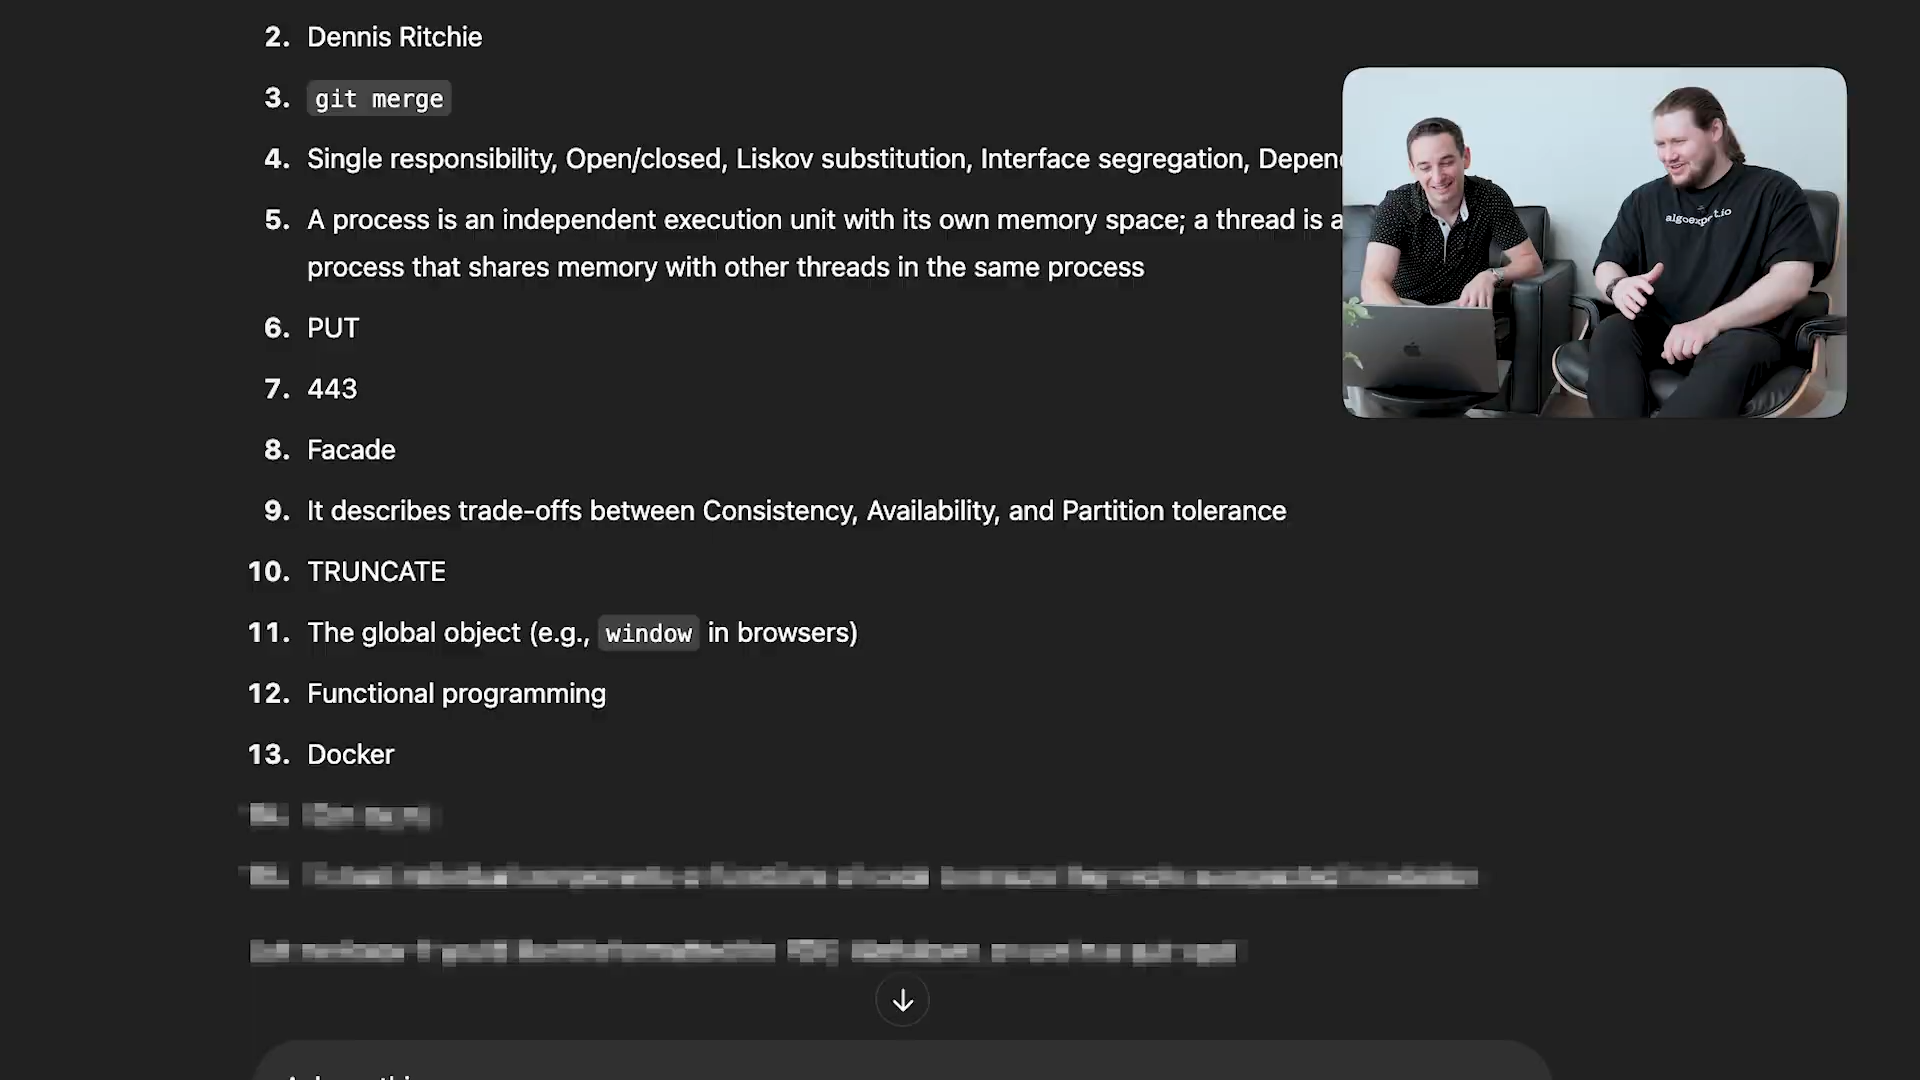 2. Dennis Ritchie
3. git merge
4. Single responsibility, Open/closed, Liskov substitution, Interface segregation,
5. A process is an independent execution unit with its own memory space; a thread is a
process that shares memory with other threads in the same process
6. PUT
7. 443
8. Facade
9. It describes trade-offs between Consistency, Availability, and Partition tolerance
10. TRUNCATE
11. The global object (e.g., window in browsers)
12. Functional programming
13. Docker